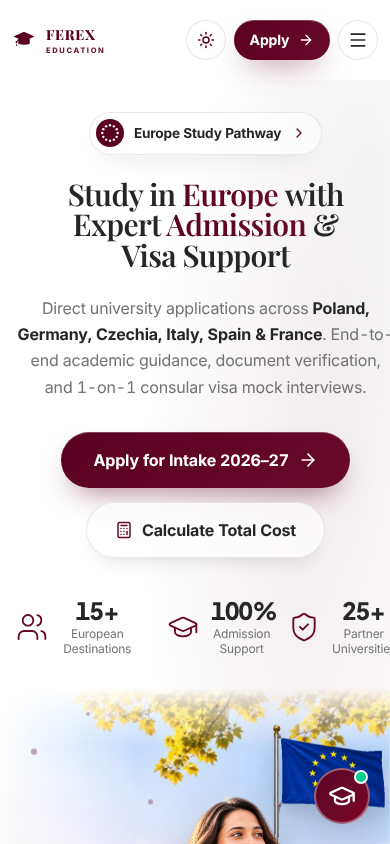 FEREX
EDUCATION
Apply
Europe Study Pathway
Study in Europe with
Expert Admission &
Visa Support
Direct university applications across Poland,
Germany, Czechia, Italy, Spain & France. End-to-
end academic guidance, document verification,
and 1-on-1 consular visa mock interviews.
Apply for Intake 2026–27
Calculate Total Cost
15+
European
Destinations
100%
Admission
Support
25+
Partner
Universitie